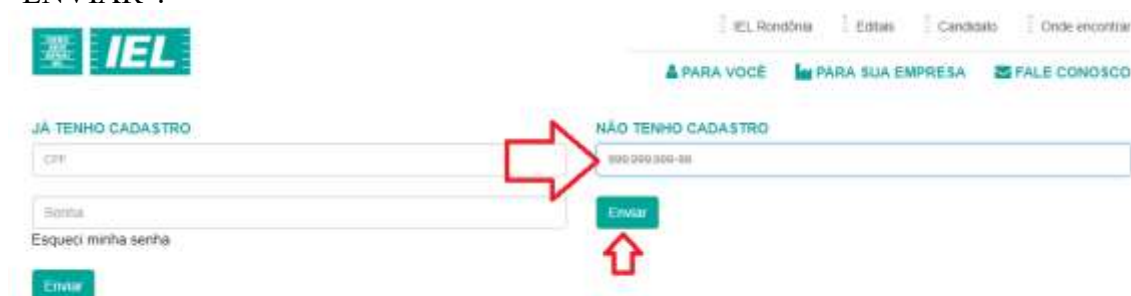 ENVIAR".
IEL
IEL Rondônia Editais Candidato Onde encontrar
PARA VOCÊ PARA SUA EMPRESA FALE CONOSCO
JÁ TENHO CADASTRO
CPF
Senha
Esqueci minha senha
Enviar
NÃO TENHO CADASTRO
999.999.999-99
Enviar